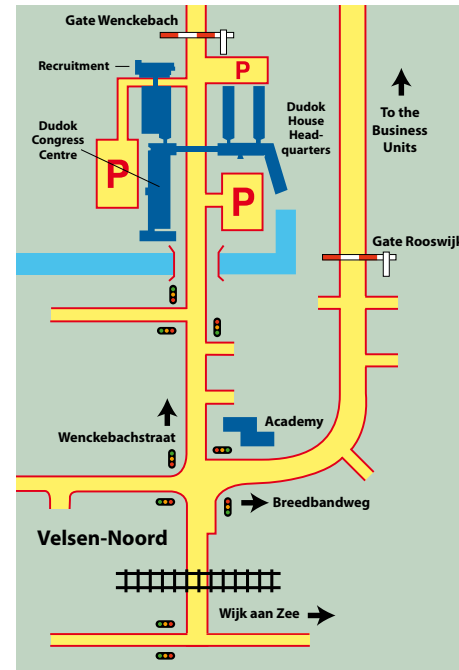 Gate Wenckebach
Recruitment
P
Dudok
Congress
Centre
P
Dudok
House
Head-
quarters
P
To the
Business
Units
Gate Rooswijk
Academy
Wenckebachstraat
Breedbandweg
Velsen-Noord
Wijk aan Zee